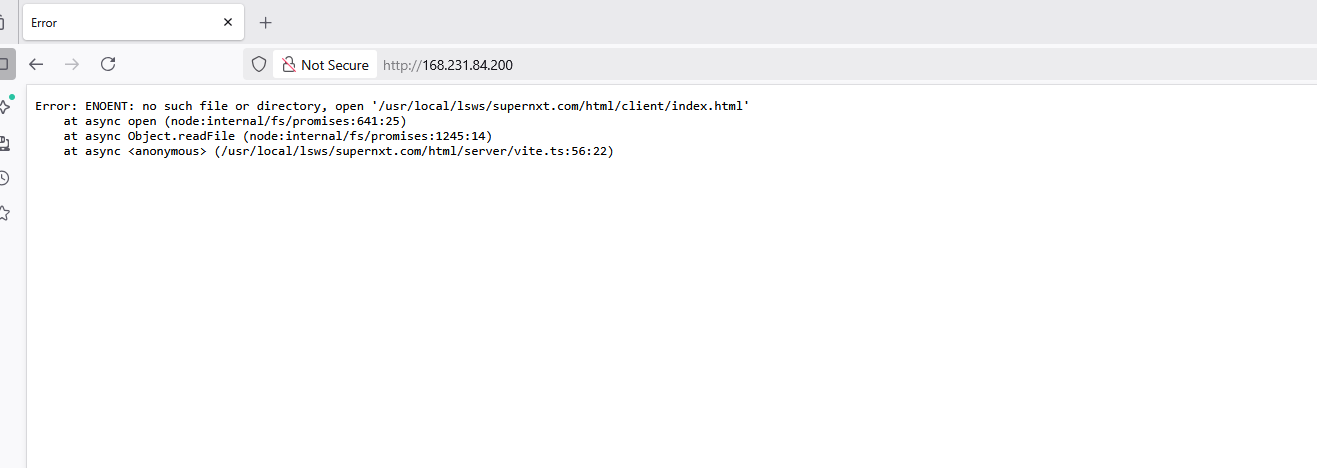 Error
Not Secure
http://168.231.84.200
Error: ENOENT: no such file or directory, open '/usr/local/lsws/supernxt.com/html/client/index.html'
at async open (node:internal/fs/promises:641:25)
at async Object.readFile (node:internal/fs/promises:1245:14)
at async <anonymous> (/usr/local/lsws/supernxt.com/html/server/vite.ts:56:22)